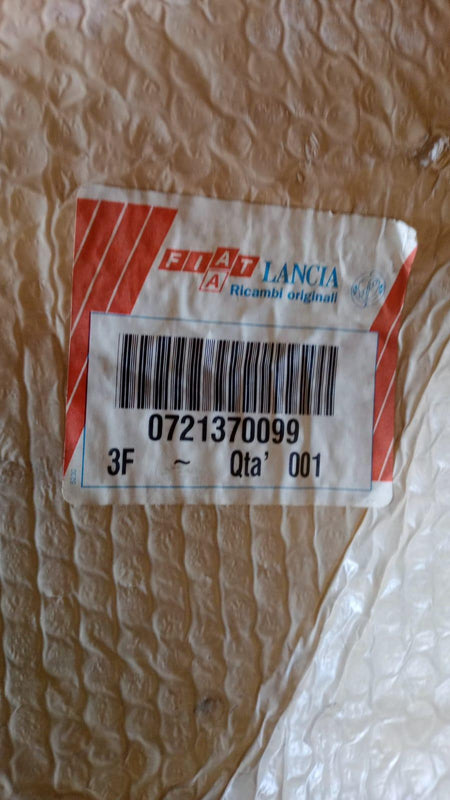 FIAT LANCIA
A
Ricambi originali
0721370099
3F ~ Qta' 001